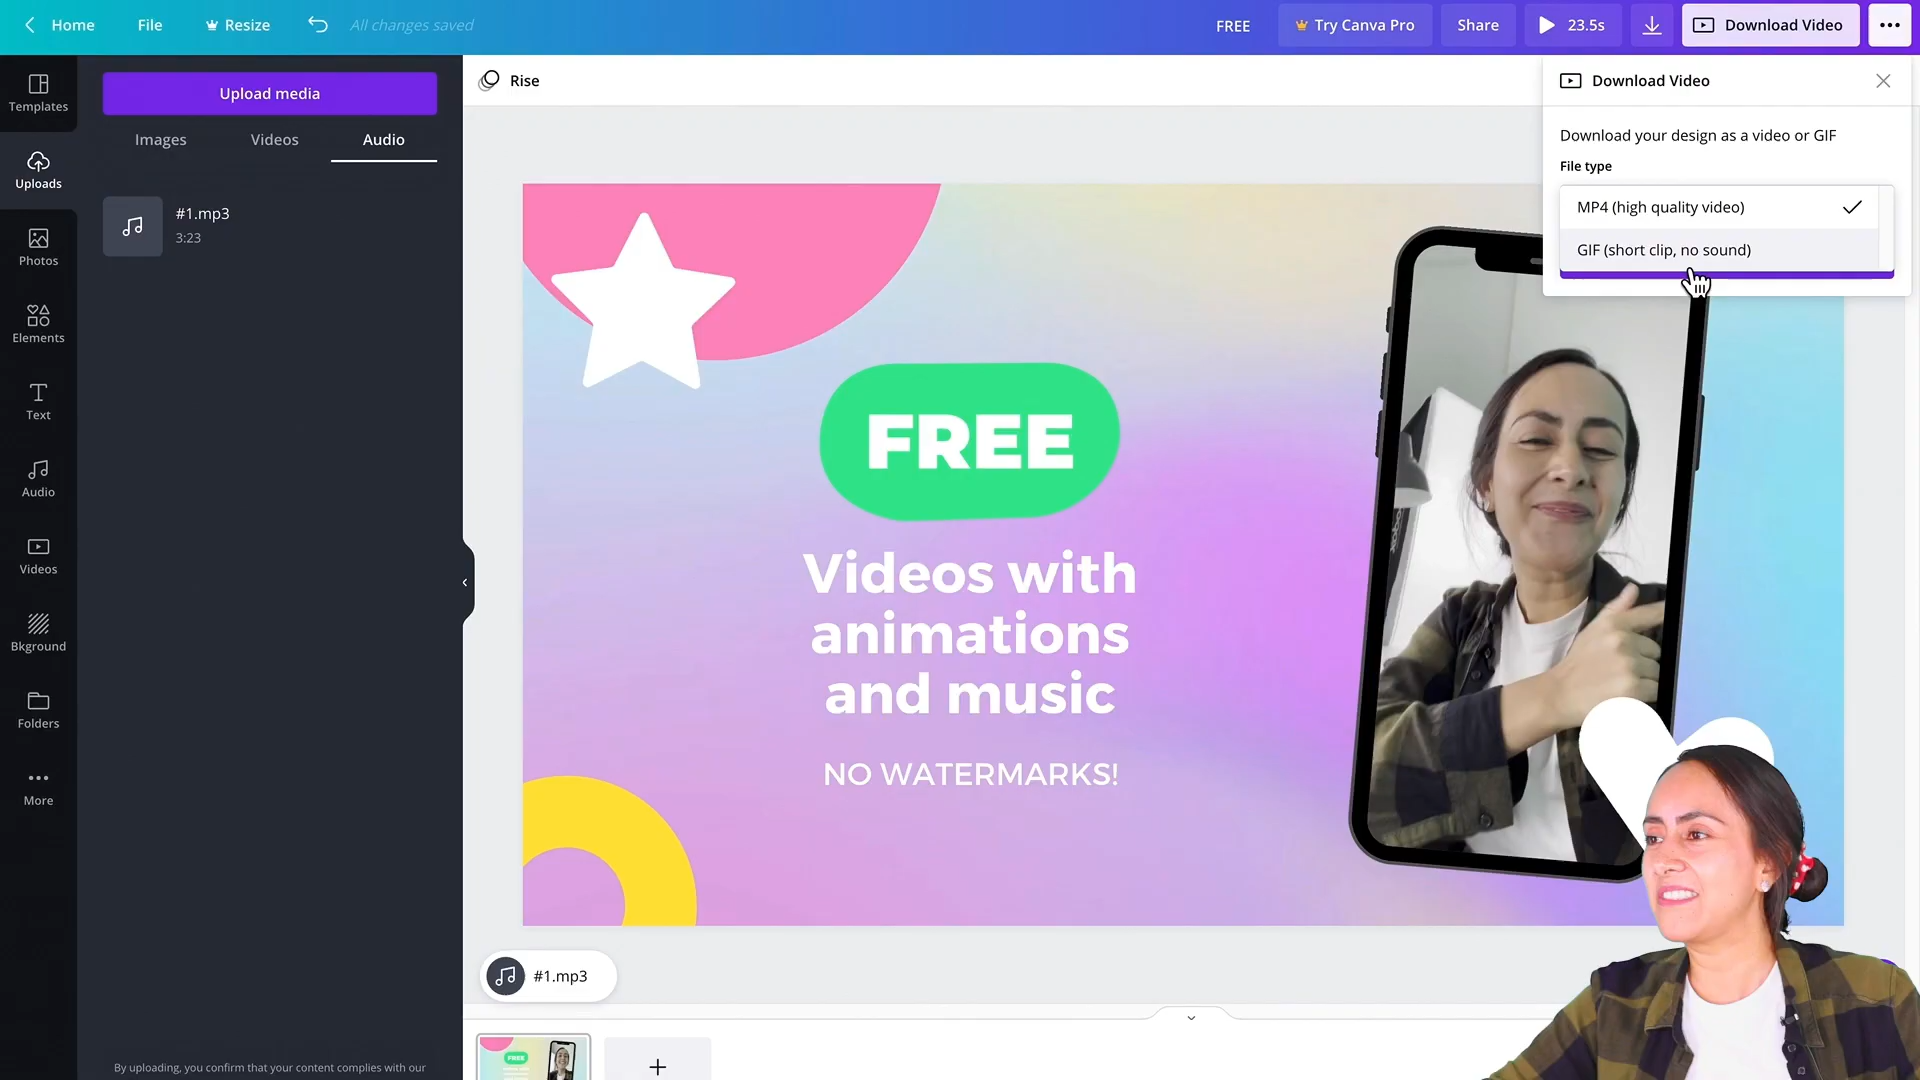 Home
File
Resize
All changes saved
FREE
Try Canva Pro
Share
23.5s
Download Video
Templates
Uploads
Photos
Elements
Text
Audio
Videos
Bkground
Folders
More
Upload media
Images
Videos
Audio
#1.mp3
3:23
By uploading, you confirm that your content complies with our
Rise
Download Video
Download your design as a video or GIF
File type
MP4 (high quality video)
GIF (short clip, no sound)
FREE
Videos with
animations
and music
NO WATERMARKS!
#1.mp3
FREE